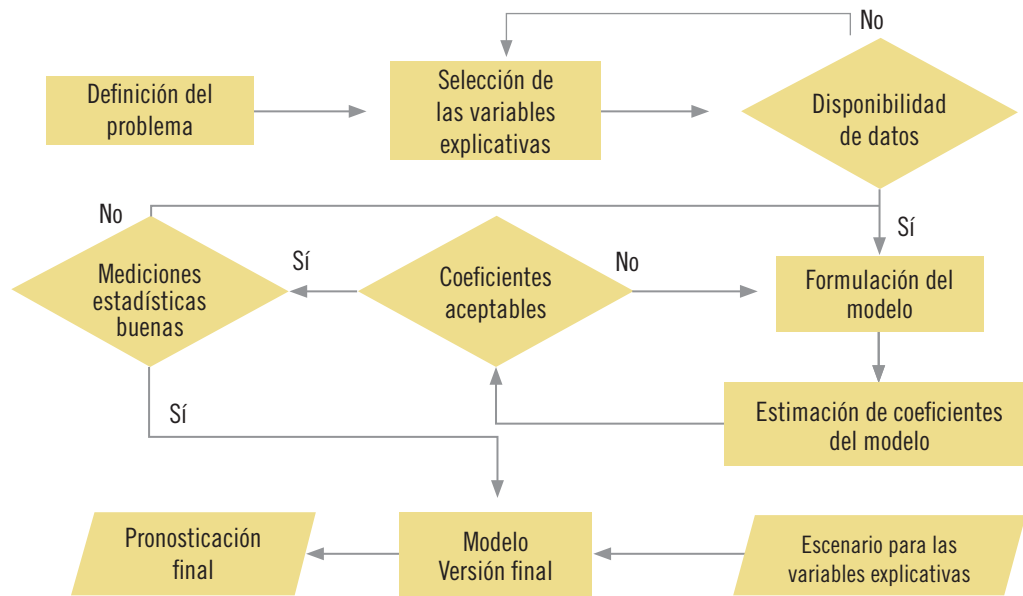 No
Definición del
problema
Selección de
las variables
explicativas
Disponibilidad
de datos
No
Mediciones
estadísticas
buenas
Sí
Coeficientes
aceptables
No
Sí
Formulación del
modelo
Sí
Estimación de coeficientes
del modelo
Pronosticación
final
Modelo
Versión final
Escenario para las
variables explicativas